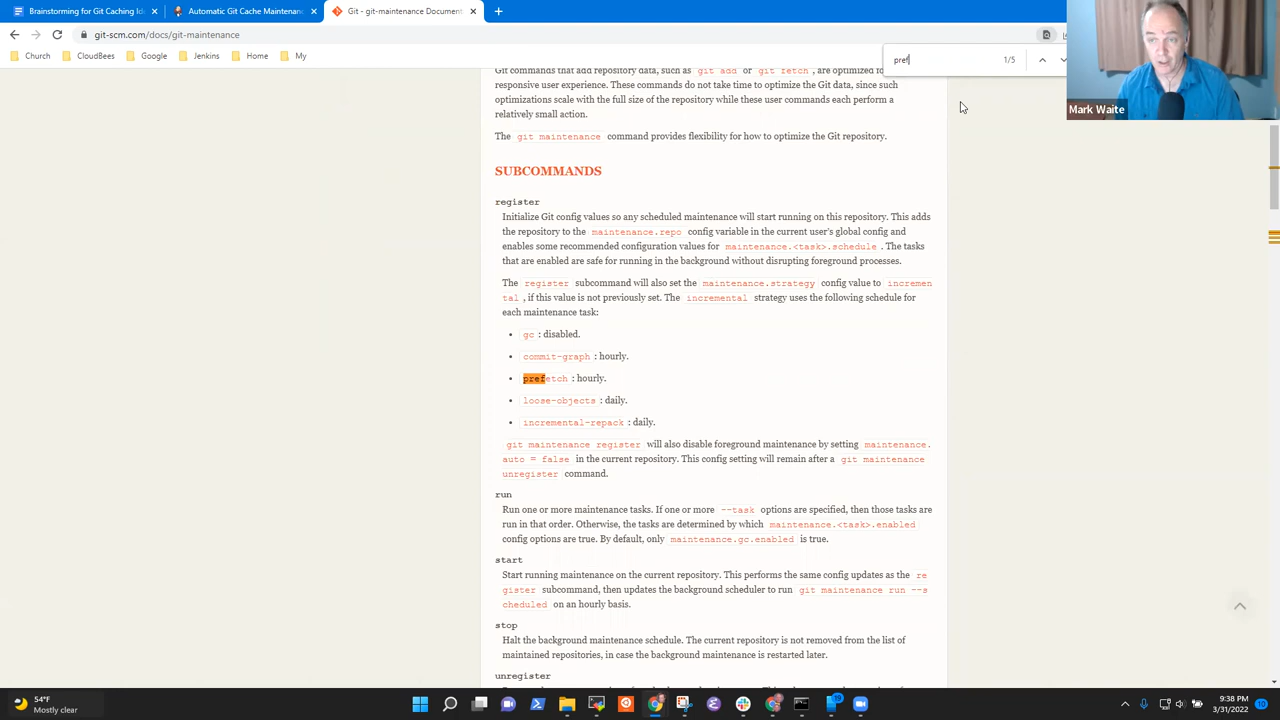 Brainstorming for Git Caching Ide
Automatic Git Cache Maintenance
Git - git-maintenance Document
git-scm.com/docs/git-maintenance
Church
CloudBees
Google
Jenkins
Home
My
pref
1/5
Mark Waite
Git commands that add repository data, such as git add or git fetch, are optimized fo
responsive user experience. These commands do not take time to optimize the Git data, since such
optimizations scale with the full size of the repository while these user commands each perform a
relatively small action.
The git maintenance command provides flexibility for how to optimize the Git repository.
SUBCOMMANDS
register
Initialize Git config values so any scheduled maintenance will start running on this repository. This adds
the repository to the maintenance.repo config variable in the current user's global config and
enables some recommended configuration values for maintenance.<task>.schedule. The tasks
that are enabled are safe for running in the background without disrupting foreground processes.
The register subcommand will also set the maintenance.strategy config value to incremen
tal, if this value is not previously set. The incremental strategy uses the following schedule for
each maintenance task:
• gc: disabled.
• commit-graph: hourly.
• prefetch: hourly.
• loose-objects: daily.
• incremental-repack: daily.
git maintenance register will also disable foreground maintenance by setting maintenance.
auto = false in the current repository. This config setting will remain after a git maintenance
unregister command.
run
Run one or more maintenance tasks. If one or more --task options are specified, then those tasks are
run in that order. Otherwise, the tasks are determined by which maintenance.<task>.enabled
config options are true. By default, only maintenance.gc.enabled is true.
start
Start running maintenance on the current repository. This performs the same config updates as the re
gister subcommand, then updates the background scheduler to run git maintenance run --s
cheduled on an hourly basis.
stop
Halt the background maintenance schedule. The current repository is not removed from the list of
maintained repositories, in case the background maintenance is restarted later.
unregister
54°F
Mostly clear
9:38 PM
3/31/2022